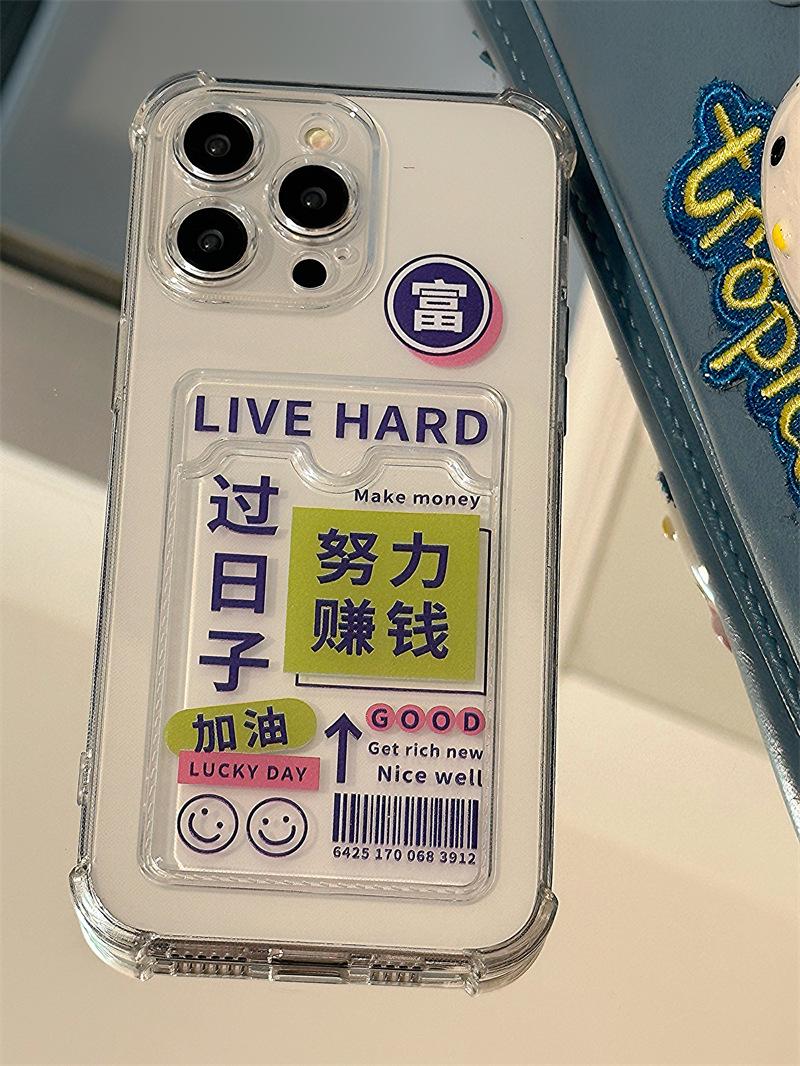 富
LIVE HARD
过日子
Make money
努力
赚钱
加油
LUCKY DAY
GOOD
Get rich new
Nice well
6425 170 068 3912